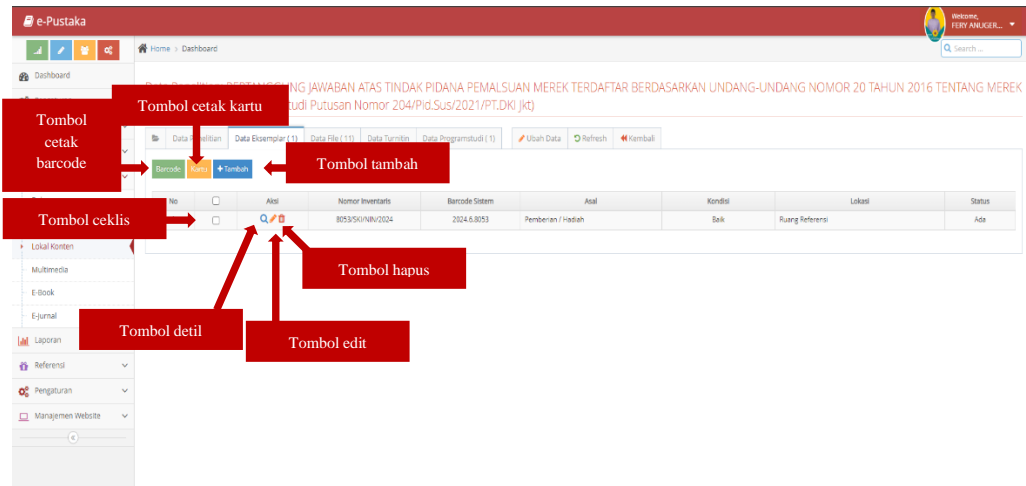 e-Pustaka
Welcome,
FERY ANUGER...
Home > Dashboard
Search ...
Dashboard
JAWABAN ATAS TINDAK PIDANA PEMALSUAN MEREK TERDAFTAR BERDASARKAN UNDANG-UNDANG NOMOR 20 TAHUN 2016 TENTANG MEREK
Putusan Nomor 204/Pid.Sus/2021/PT.DKI Jkt)
Tombol cetak kartu
Tombol
cetak
barcode
Data Penelitian Data Eksemplar ( 1 ) Data File ( 11 ) Data Turnitin Data Programstudi ( 1 ) Ubah Data Refresh Kembali
Barcode Kartu Tambah
Tombol tambah
No Aksi Nomor Inventaris Barcode Sistem Asal Kondisi Lokasi Status
8053/SKI/NIN/2024 2024.6.8053 Pemberian / Hadiah Baik Ruang Referensi Ada
Tombol ceklis
Lokal Konten
Multimedia
Tombol hapus
E-Book
E-Jurnal
Tombol detil
Tombol edit
Laporan
Referensi
Pengaturan
Manajemen Website